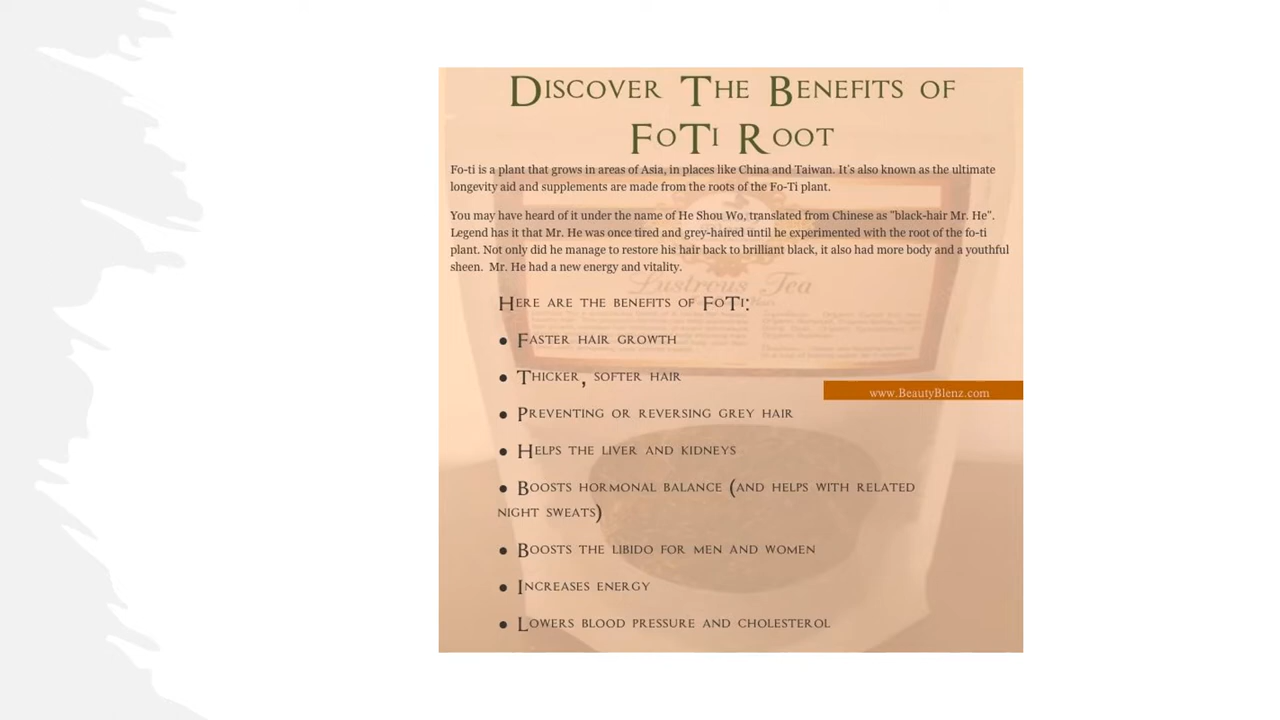 Discover The Benefits of
FoTi Root
Fo-ti is a plant that grows in areas of Asia, in places like China and Taiwan. It's also known as the ultimate
longevity aid and supplements are made from the roots of the Fo-Ti plant.
You may have heard of it under the name of He Shou Wo, translated from Chinese as "black-hair Mr. He".
Legend has it that Mr. He was once tired and grey-haired until he experimented with the root of the fo-ti
plant. Not only did he manage to restore his hair back to brilliant black, it also had more body and a youthful
sheen. Mr. He had a new energy and vitality.
Lustrous Tea
Here are the benefits of FoTi:
• Faster hair growth
• Thicker, softer hair
www.BeautyBlenz.com
• Preventing or reversing grey hair
• Helps the liver and kidneys
• Boosts hormonal balance (and helps with related
night sweats)
• Boosts the libido for men and women
• Increases energy
• Lowers blood pressure and cholesterol